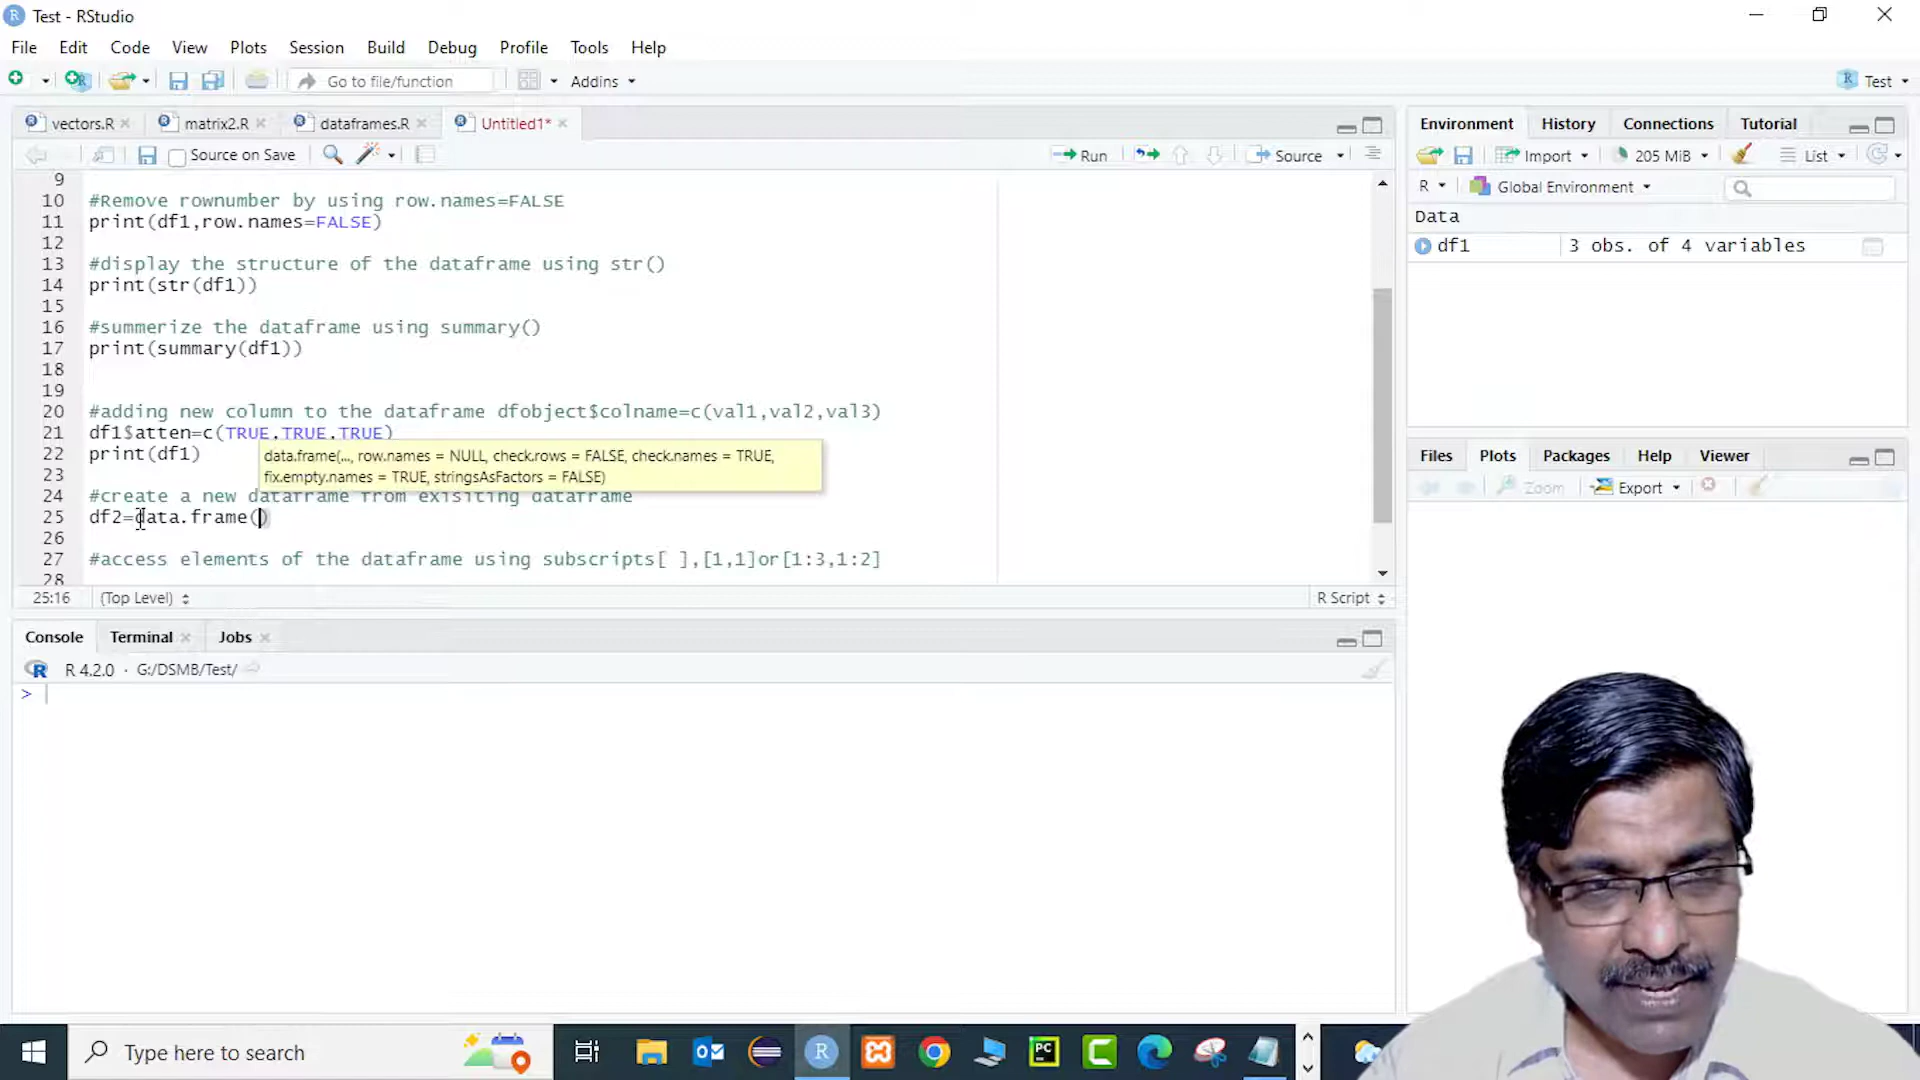 Test - RStudio
File Edit Code View Plots Session Build Debug Profile Tools Help
Go to file/function Addins Test
vectors.R matrix2.R dataframes.R Untitled1*
Source on Save Run Source
9
10 #Remove rownumber by using row.names=FALSE
11 print(df1,row.names=FALSE)
12
13 #display the structure of the dataframe using str()
14 print(str(df1))
15
16 #summerize the dataframe using summary()
17 print(summary(df1))
18
19
20 #adding new column to the dataframe dfobject$colname=c(val1,val2,val3)
21 df1$atten=c(TRUE,TRUE,TRUE)
22 print(df1)
data.frame(..., row.names = NULL, check.rows = FALSE, check.names = TRUE,
fix.empty.names = TRUE, stringsAsFactors = FALSE)
23
24 #create a new dataframe from exisiting dataframe
25 df2=data.frame()
26
27 #access elements of the dataframe using subscripts[ ],[1,1]or[1:3,1:2]
28
25:16 (Top Level) R Script
Console Terminal Jobs
R 4.2.0 · G:/DSMB/Test/
>
Environment History Connections Tutorial
Import 205 MiB List
R Global Environment
Data
df1 3 obs. of 4 variables
Files Plots Packages Help Viewer
Zoom Export
Type here to search